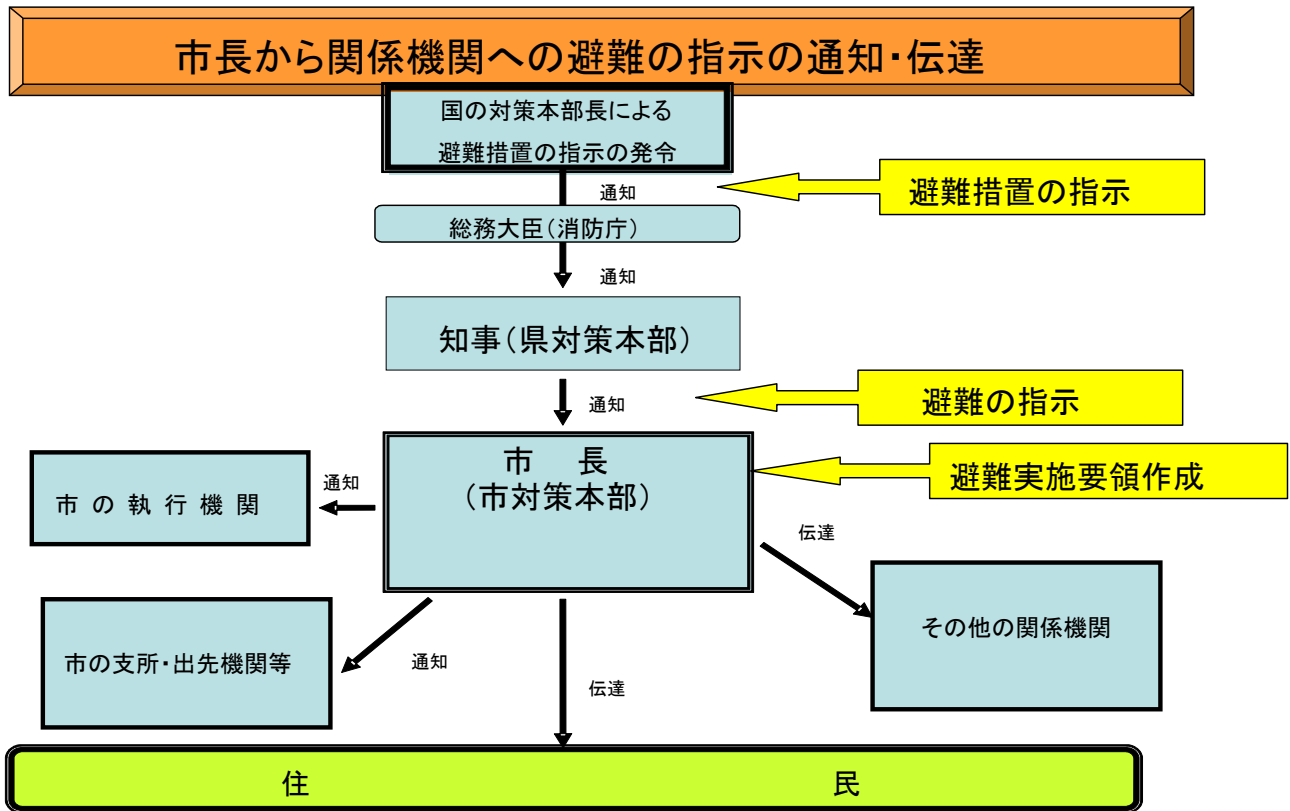 市長から関係機関への避難の指示の通知・伝達
国の対策本部長による
避難措置の指示の発令
通知
避難措置の指示
総務大臣（消防庁）
通知
知事（県対策本部）
通知
避難の指示
市　長
（市対策本部）
避難実施要領作成
通知
市 の 執 行 機 関
伝達
その他の関係機関
市の支所・出先機関等
通知
伝達
住　民